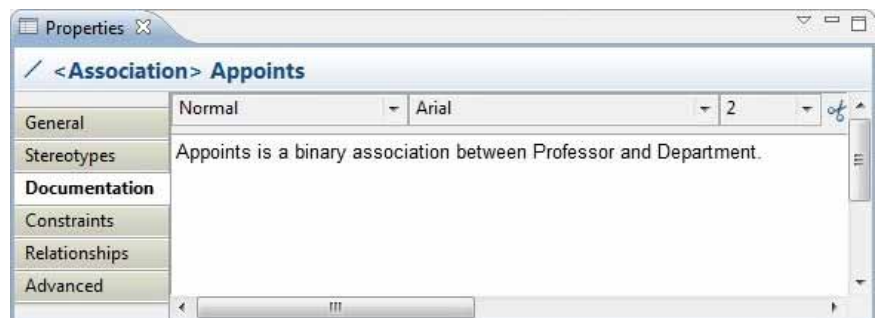 Properties
<Association> Appoints
General
Stereotypes
Documentation
Constraints
Relationships
Advanced
Normal Arial 2
Appoints is a binary association between Professor and Department.